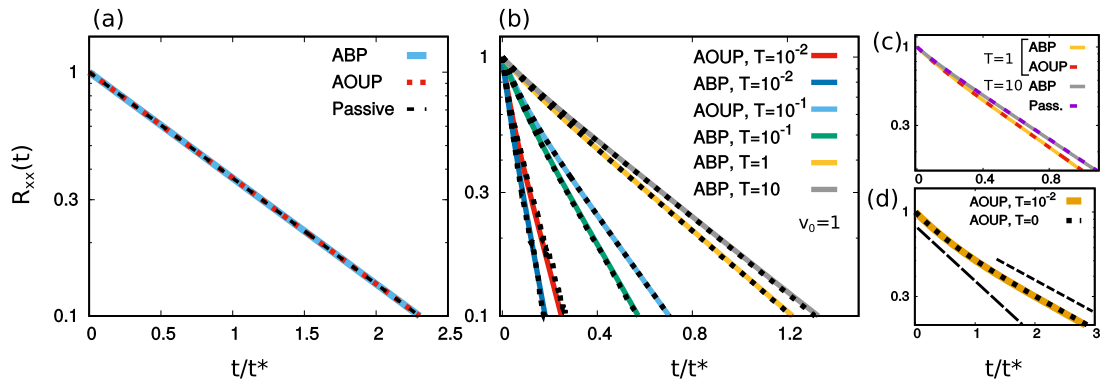 (a)
ABP
AOUP
Passive
1
0.3
0.1
R_xx(t)
0
0.5
1
1.5
2
2.5
t/t*
(b)
AOUP, T=10^-2
ABP, T=10^-2
AOUP, T=10^-1
ABP, T=10^-1
ABP, T=1
ABP, T=10
v_0=1
1
0.3
0.1
0
0.4
0.8
1.2
t/t*
(c)
T=1
ABP
AOUP
T=10
ABP
Pass.
1
0.3
0
0.4
0.8
(d)
AOUP, T=10^-2
AOUP, T=0
1
0.3
0
1
2
3
t/t*